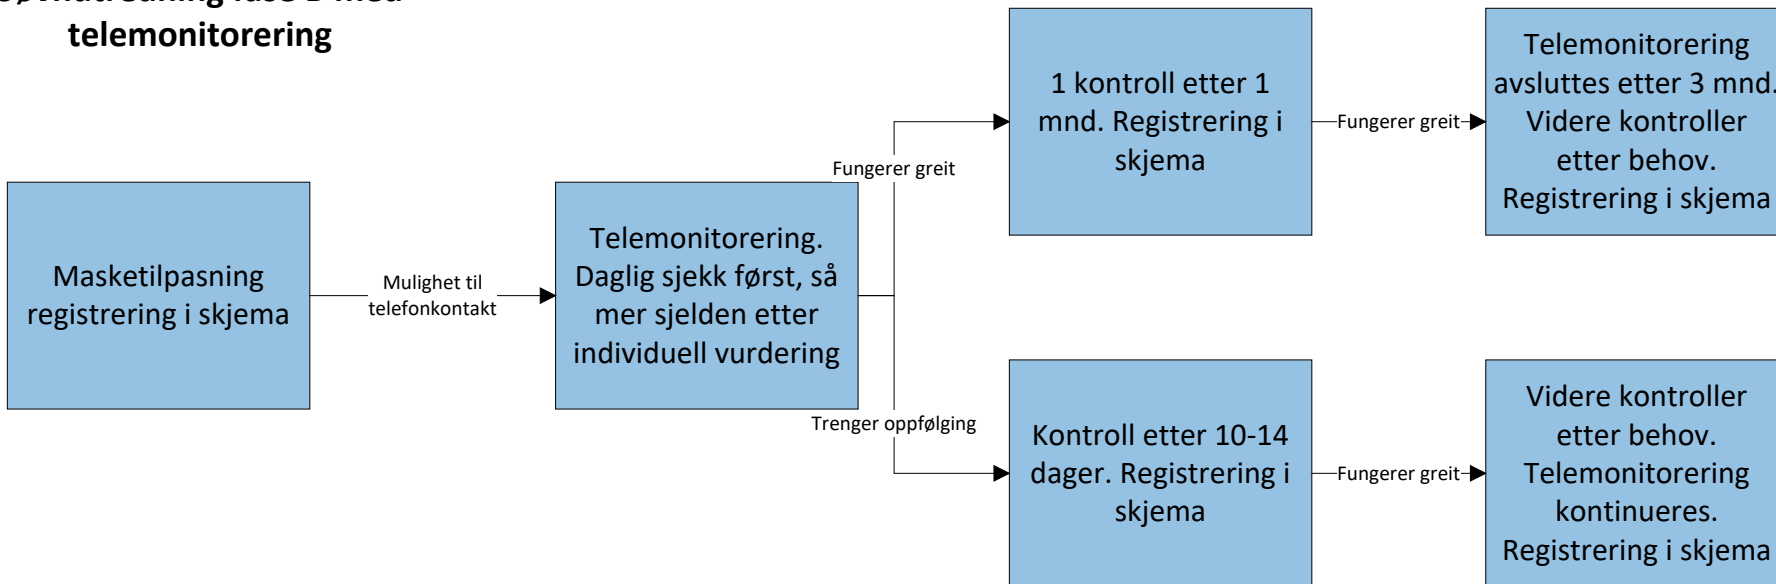 telemonitorering
Masketilpasning
registrering i skjema
Mulighet til
telefonkontakt
Telemonitorering.
Daglig sjekk først, så
mer sjelden etter
individuell vurdering
Fungerer greit
1 kontroll etter 1
mnd. Registrering i
skjema
Fungerer greit
Telemonitorering
avsluttes etter 3 mnd.
Videre kontroller
etter behov.
Registrering i skjema
Trenger oppfølging
Kontroll etter 10-14
dager. Registrering i
skjema
Fungerer greit
Videre kontroller
etter behov.
Telemonitorering
kontinueres.
Registrering i skjema